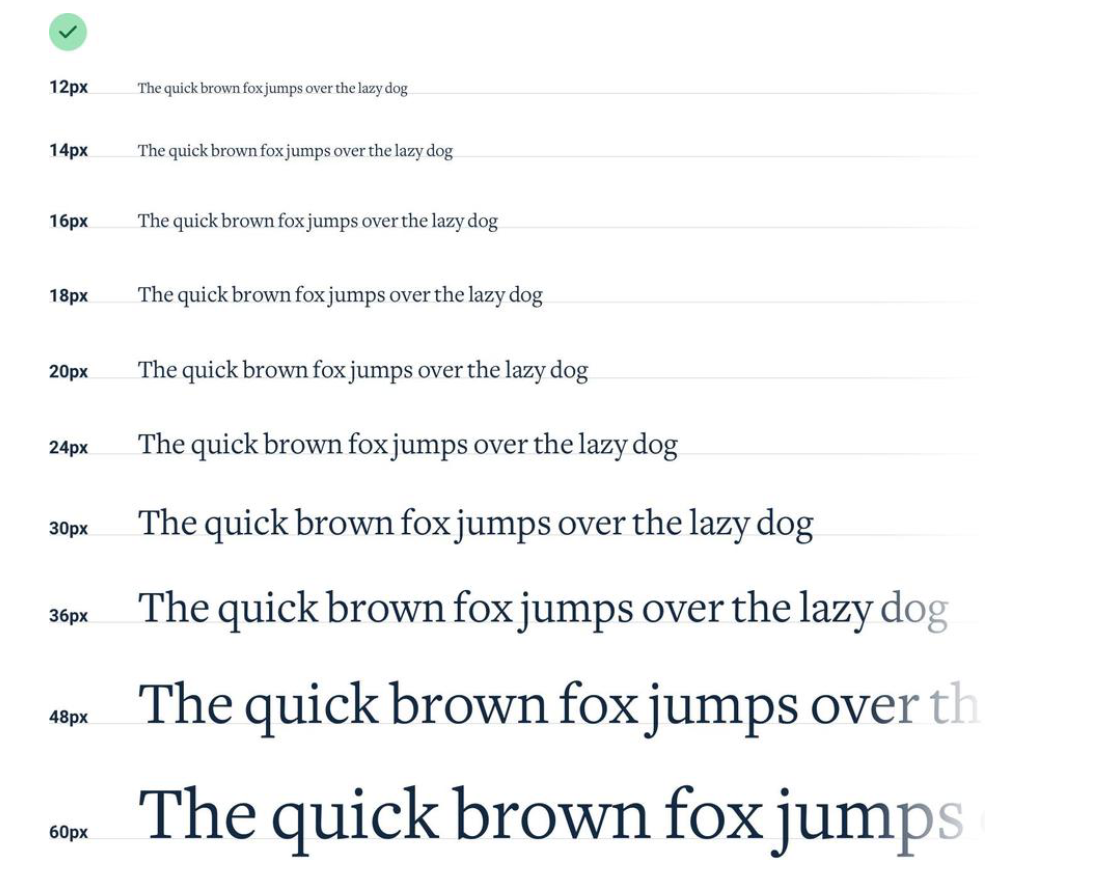 12px The quick brown fox jumps over the lazy dog
14px The quick brown fox jumps over the lazy dog
16px The quick brown fox jumps over the lazy dog
18px The quick brown fox jumps over the lazy dog
20px The quick brown fox jumps over the lazy dog
24px The quick brown fox jumps over the lazy dog
30px The quick brown fox jumps over the lazy dog
36px The quick brown fox jumps over the lazy dog
48px The quick brown fox jumps over th
60px The quick brown fox jumps